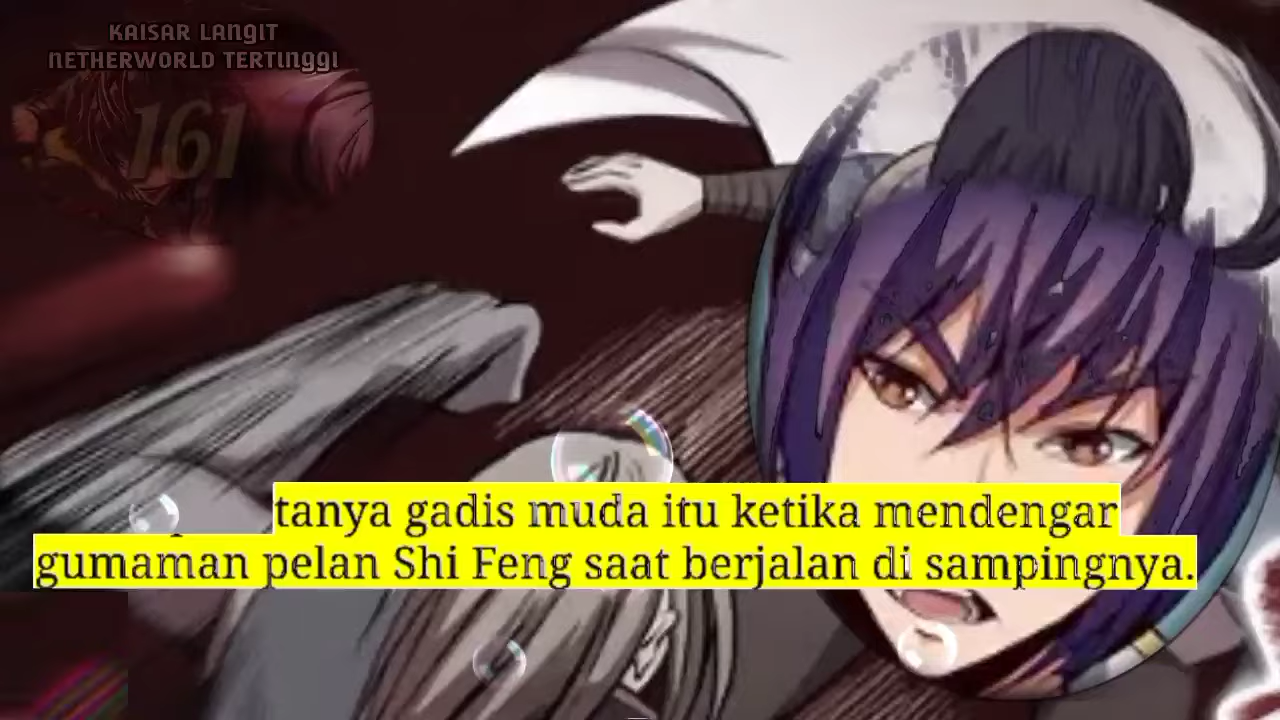 KAISAR LANGIT
NETHERWORLD TERTINGGI
161
tanya gadis muda itu ketika mendengar
gumaman pelan Shi Feng saat berjalan di sampingnya.